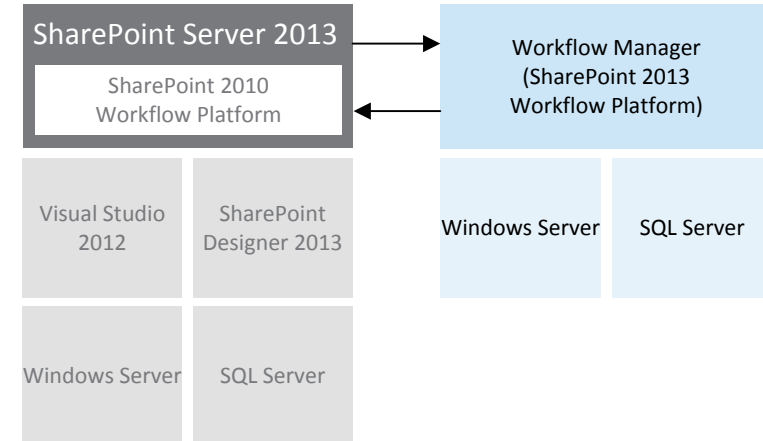 SharePoint Server 2013
SharePoint 2010
Workflow Platform
Workflow Manager
(SharePoint 2013
Workflow Platform)
Visual Studio
2012
SharePoint
Designer 2013
Windows Server
SQL Server
Windows Server
SQL Server